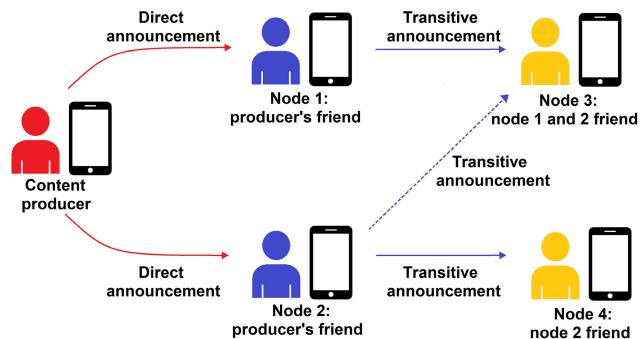 Direct
announcement
Transitive
announcement
Node 1:
producer's friend
Node 3:
node 1 and 2 friend
Content
producer
Transitive
announcement
Direct
announcement
Transitive
announcement
Node 2:
producer's friend
Node 4:
node 2 friend